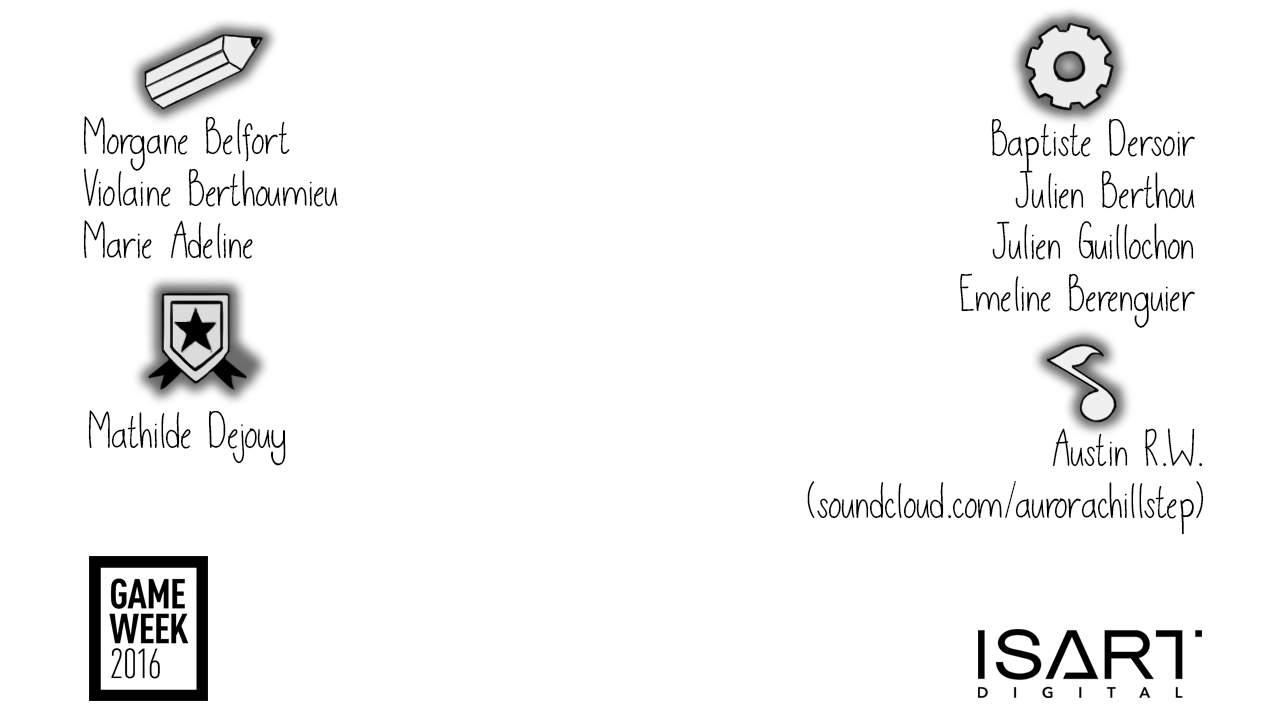 Morgane Belfort
Violaine Berthoumieu
Marie Adeline
Mathilde Dejouy
Baptiste Dersoir
Julien Berthou
Julien Guillochon
Emeline Berenguier
Austin R.W.
(soundcloud.com/aurorachillstep)
GAME
WEEK
2016
ISART
DIGITAL